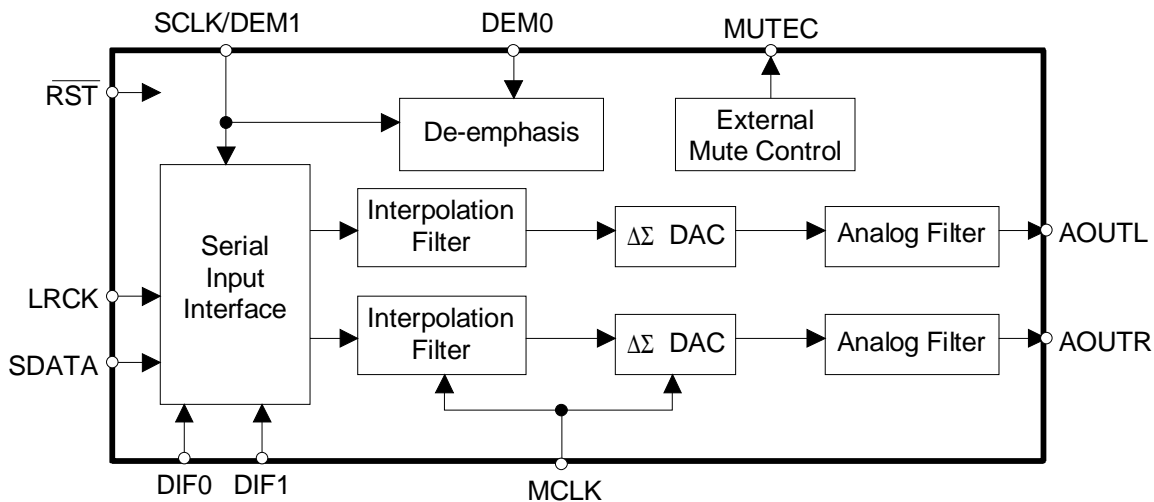 SCLK/DEM1
DEM0
MUTEC
RST
De-emphasis
External
Mute Control
Serial
Input
Interface
Interpolation
Filter
ΔΣ DAC
Analog Filter
AOUTL
LRCK
SDATA
Interpolation
Filter
ΔΣ DAC
Analog Filter
AOUTR
DIF0
DIF1
MCLK